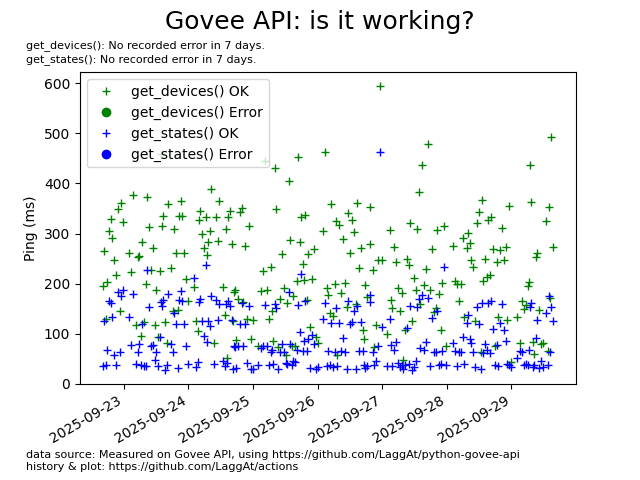 Govee API: is it working?
get_devices(): No recorded error in 7 days.
get_states(): No recorded error in 7 days.
get_devices() OK
get_devices() Error
get_states() OK
get_states() Error
Ping (ms)
600
500
400
300
200
100
0
2025-09-23
2025-09-24
2025-09-25
2025-09-26
2025-09-27
2025-09-28
2025-09-29
data source: Measured on Govee API, using https://github.com/LaggAt/python-govee-api
history & plot: https://github.com/LaggAt/actions